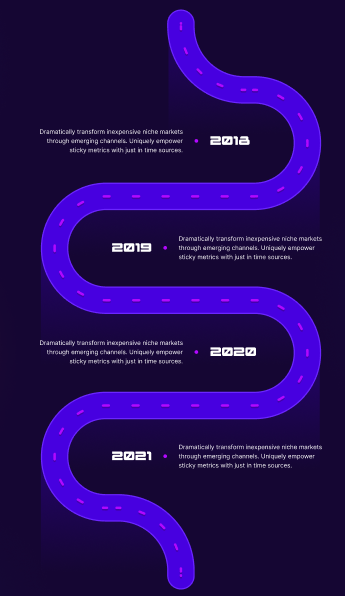 Dramatically transform inexpensive niche markets
through emerging channels. Uniquely empower
sticky metrics with just in time sources.
2018
2019
Dramatically transform inexpensive niche markets
through emerging channels. Uniquely empower
sticky metrics with just in time sources.
Dramatically transform inexpensive niche markets
through emerging channels. Uniquely empower
sticky metrics with just in time sources.
2020
2021
Dramatically transform inexpensive niche markets
through emerging channels. Uniquely empower
sticky metrics with just in time sources.